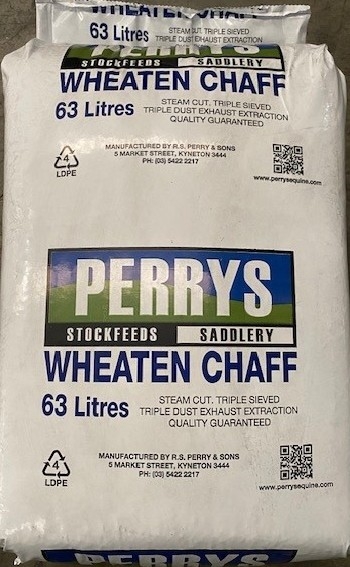 WHEATEN CHAFF
63 Litres
STEAM CUT. TRIPLE SIEVED
TRIPLE DUST EXHAUST EXTRACTION
PERRYS
STOCKFEEDS SADDLERY
WHEATEN CHAFF
63 Litres
STEAM CUT. TRIPLE SIEVED
TRIPLE DUST EXHAUST EXTRACTION
QUALITY GUARANTEED
4
LDPE
MANUFACTURED BY R.S. PERRY & SONS
5 MARKET STREET, KYNETON 3444
PH: (03) 5422 2217
www.perrysequine.com
PERRYS
STOCKFEEDS SADDLERY
WHEATEN CHAFF
63 Litres
STEAM CUT. TRIPLE SIEVED
TRIPLE DUST EXHAUST EXTRACTION
QUALITY GUARANTEED
4
LDPE
MANUFACTURED BY R.S. PERRY & SONS
5 MARKET STREET, KYNETON 3444
PH: (03) 5422 2217
www.perrysequine.com
PERRYS